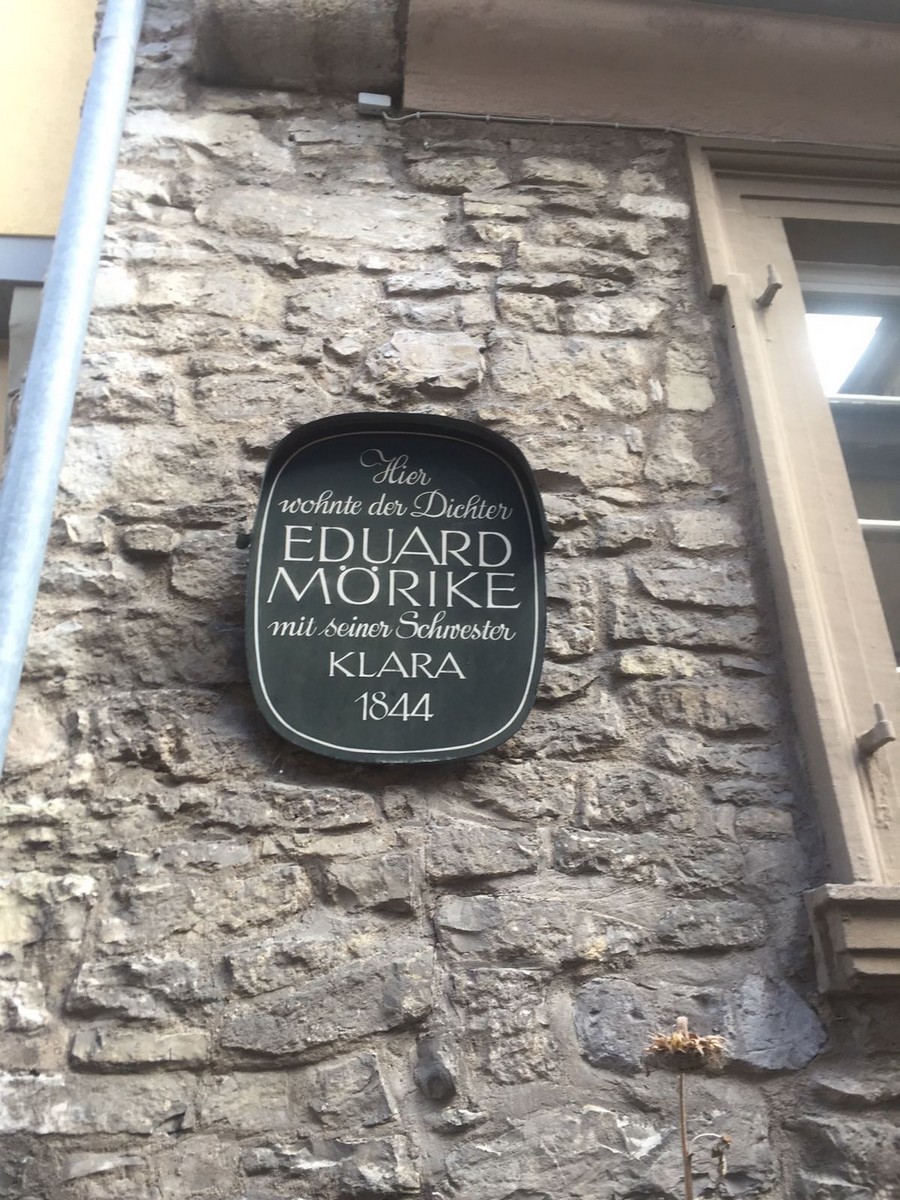 Hier
wohnte der Dichter
EDUARD
MÖRIKE
mit seiner Schwester
KLARA
1844